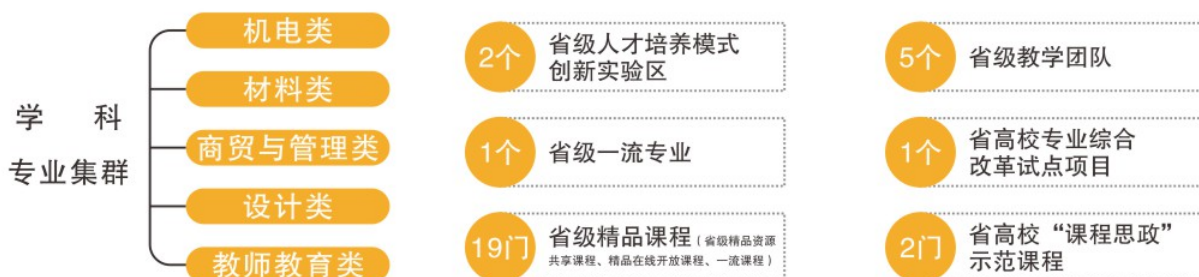 学 科
专业集群
机电类
材料类
商贸与管理类
设计类
教师教育类
2个
省级人才培养模式
创新实验区
1个
省级一流专业
19门
省级精品课程（省级精品资源
共享课程、精品在线开放课程、一流课程）
5个
省级教学团队
1个
省高校专业综合
改革试点项目
2门
省高校“课程思政”
示范课程